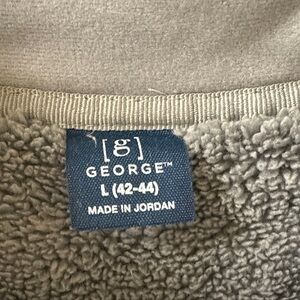 [g]
GEORGE™
L (42-44)
MADE IN JORDAN